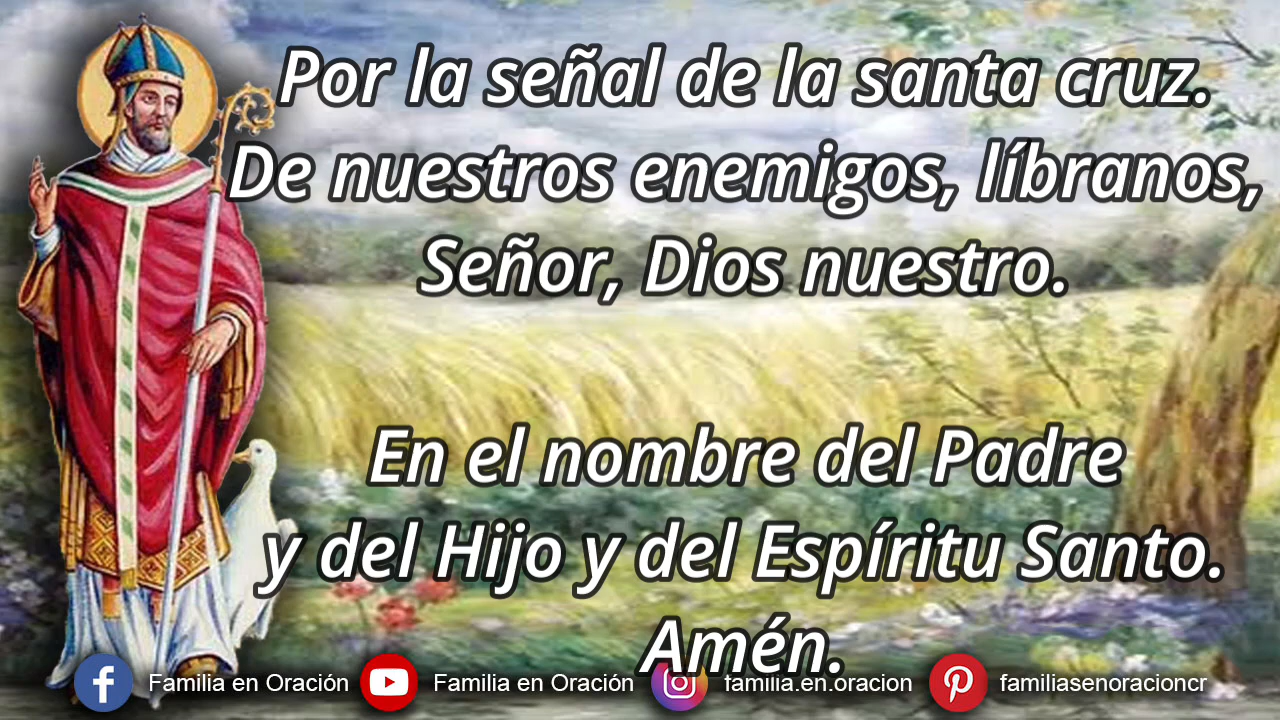 Por la señal de la santa cruz.
De nuestros enemigos, líbranos,
Señor, Dios nuestro.
En el nombre del Padre
y del Hijo y del Espíritu Santo.
Amén.
Familia en Oración
Familia en Oración
familia.en.oracion
familiasenoracioncr